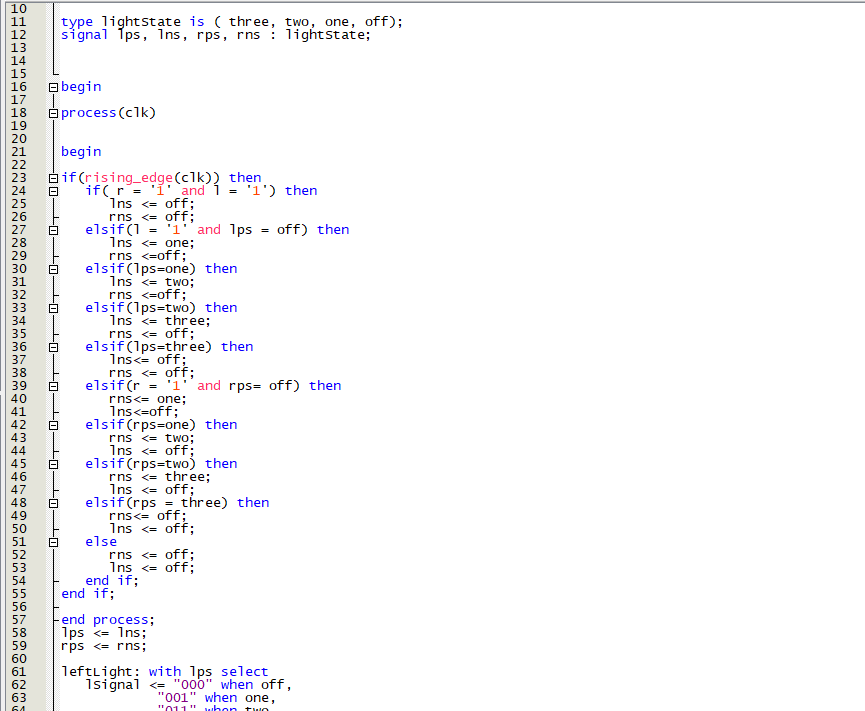 10
11 type lightState is ( three, two, one, off);
12 signal lps, lns, rps, rns : lightState;
13
14
15
16 begin
17
18 process(clk)
19
20
21 begin
22
23 if(rising_edge(clk)) then
24 if( r = '1' and l = '1') then
25 lns <= off;
26 rns <= off;
27 elsif(l = '1' and lps = off) then
28 lns <= one;
29 rns <=off;
30 elsif(lps=one) then
31 lns <= two;
32 rns <=off;
33 elsif(lps=two) then
34 lns <= three;
35 rns <= off;
36 elsif(lps=three) then
37 lns<= off;
38 rns <= off;
39 elsif(r = '1' and rps= off) then
40 rns<= one;
41 lns<=off;
42 elsif(rps=one) then
43 rns <= two;
44 lns <= off;
45 elsif(rps=two) then
46 rns <= three;
47 lns <= off;
48 elsif(rps = three) then
49 rns<= off;
50 lns <= off;
51 else
52 rns <= off;
53 lns <= off;
54 end if;
55 end if;
56
57 end process;
58 lps <= lns;
59 rps <= rns;
60
61 leftLight: with lps select
62 lSignal <= "000" when off,
63 "001" when one,
64 "011" when two